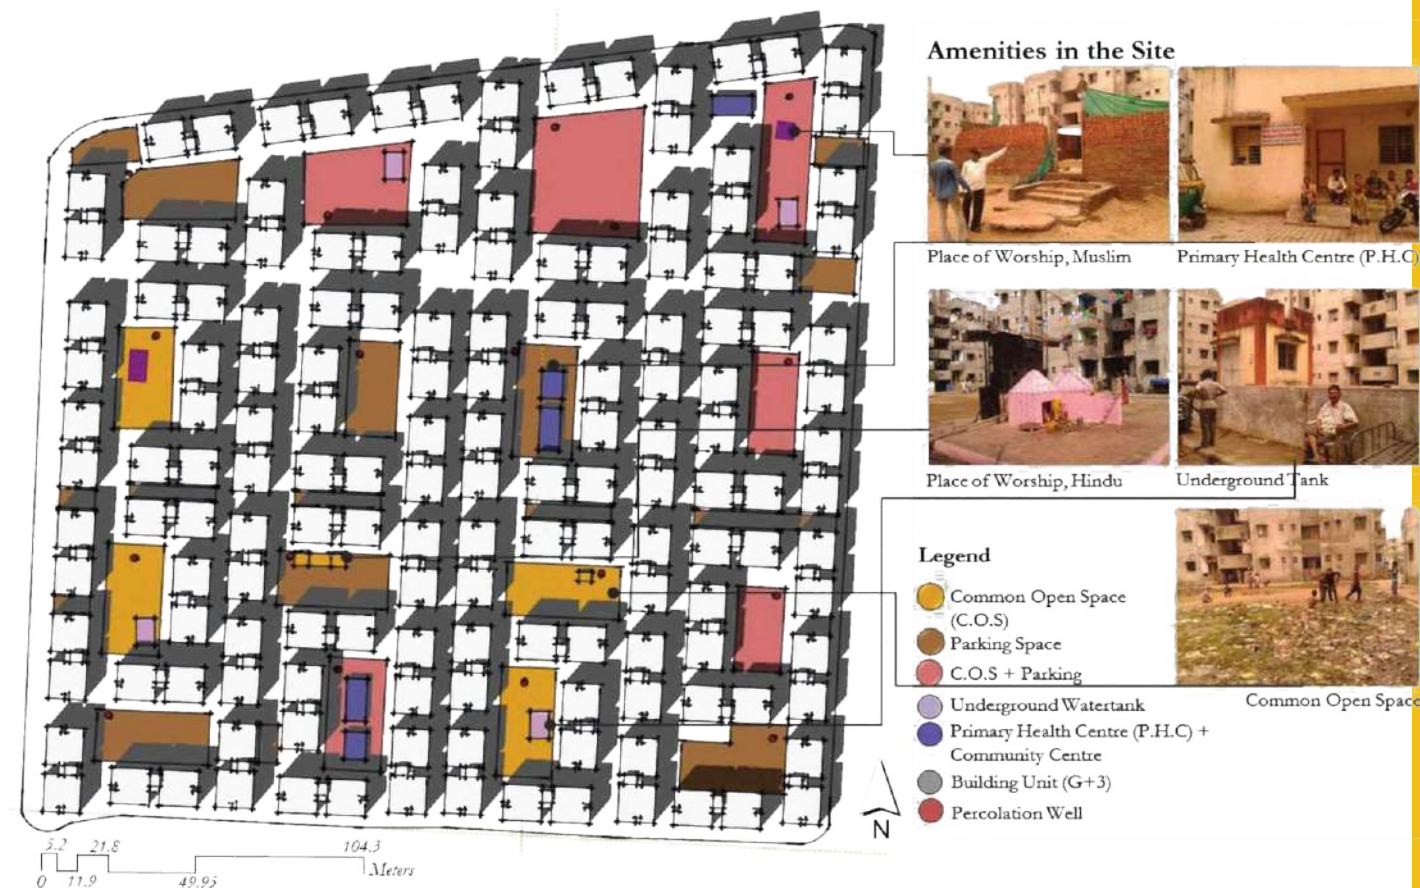 Amenities in the Site
Place of Worship, Muslim
Primary Health Centre (P.H.C)
Place of Worship, Hindu
Underground Tank
Common Open Space
Legend
Common Open Space
(C.O.S)
Parking Space
C.O.S + Parking
Underground Watertank
Primary Health Centre (P.H.C) +
Community Centre
Building Unit (G+3)
Percolation Well
N
5.2 21.8 104.3
Meters
0 11.9 49.95